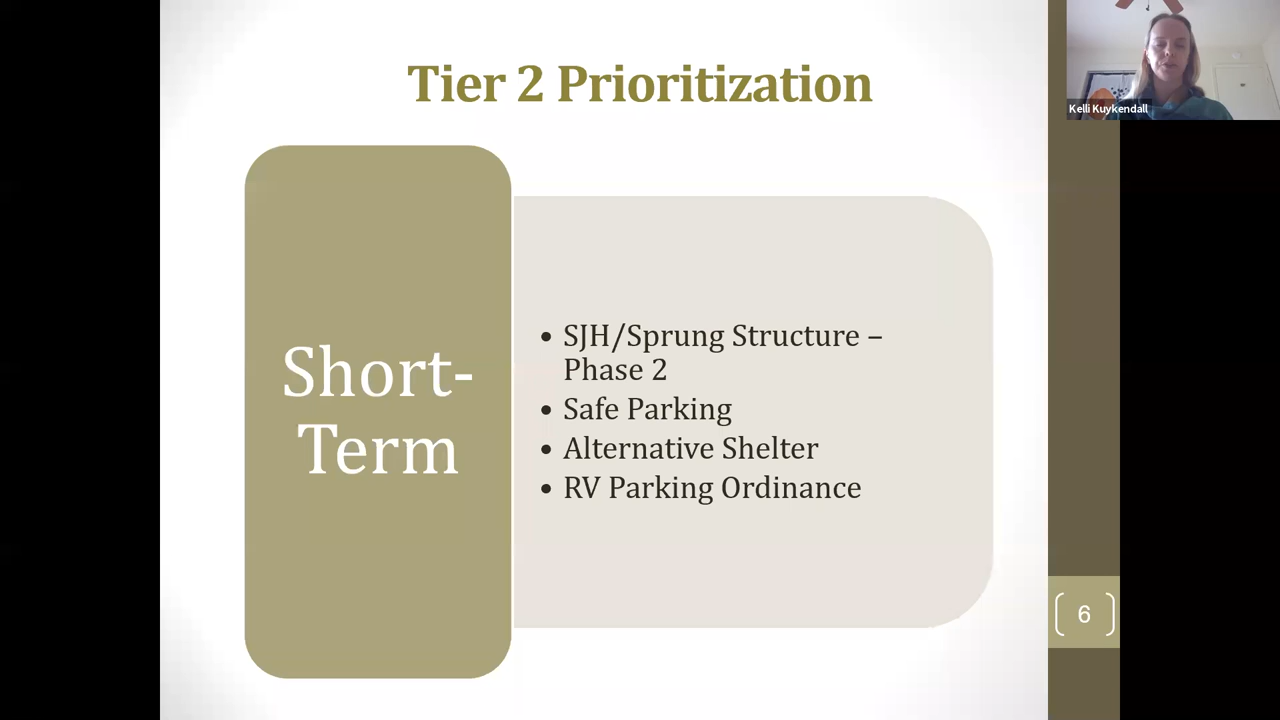 Tier 2 Prioritization
Kelli Kuykendall
Short-
Term
• SJH/Sprung Structure –
Phase 2
• Safe Parking
• Alternative Shelter
• RV Parking Ordinance
6